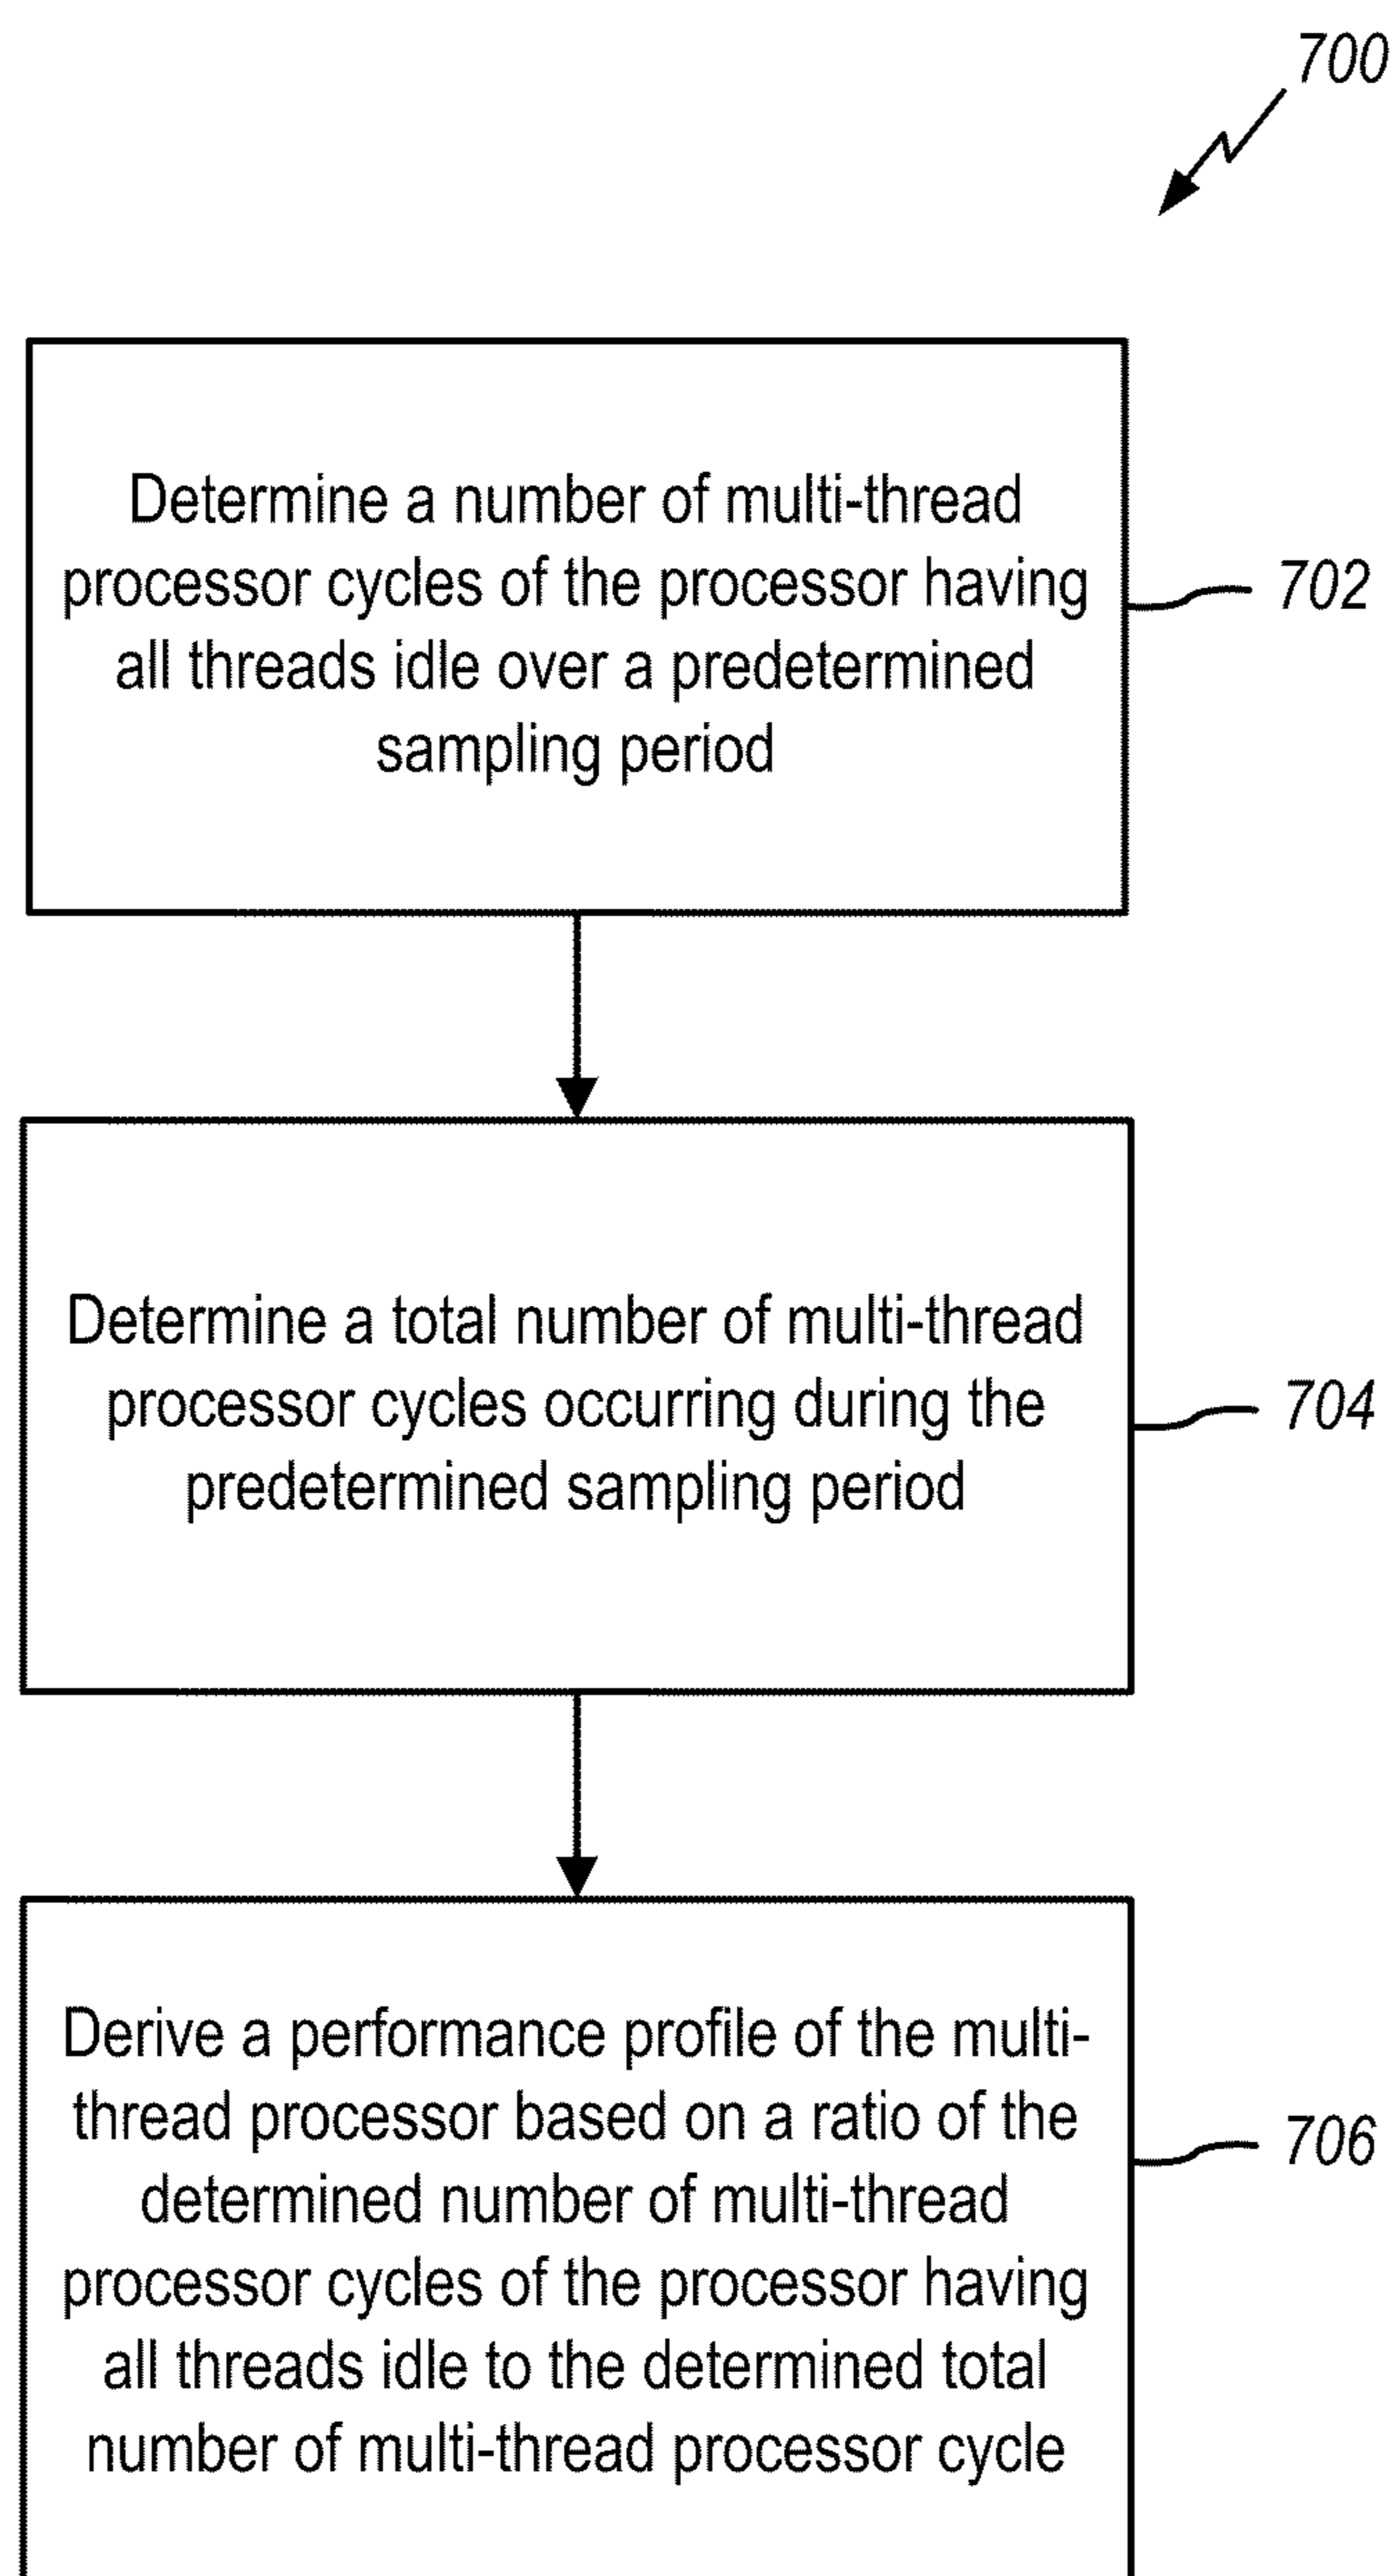 700
Determine a number of multi-thread
processor cycles of the processor having
all threads idle over a predetermined
sampling period
702
Determine a total number of multi-thread
processor cycles occurring during the
predetermined sampling period
704
Derive a performance profile of the multi-
thread processor based on a ratio of the
determined number of multi-thread
processor cycles of the processor having
all threads idle to the determined total
number of multi-thread processor cycle
706